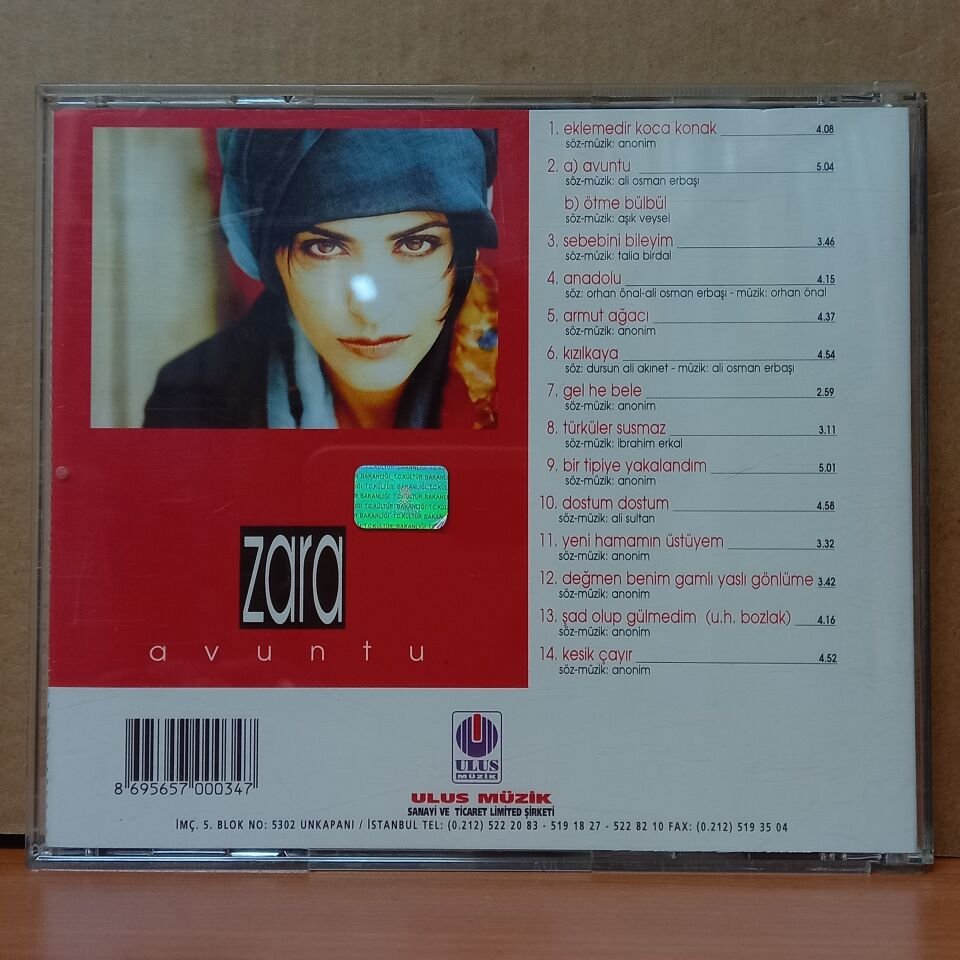 1. eklemedir koca konak 4.08
söz-müzik: anonim
2. a) avuntu 5.04
söz-müzik: ali osman erbaşı
b) ötme bülbül
söz-müzik: aşık veysel
3. sebebini bileyim 3.46
söz-müzik: talia birdal
4. anadolu 4.15
söz: orhan önal-ali osman erbaşı - müzik: orhan önal
5. armut ağacı 4.37
söz-müzik: anonim
6. kızılkaya 4.54
söz: dursun ali akınet - müzik: ali osman erbaşı
7. gel he bele 2.59
söz-müzik: anonim
8. türküler susmaz 3.11
söz-müzik: ibrahim erkal
9. bir tipiye yakalandım 5.01
söz-müzik: anonim
10. dostum dostum 4.58
söz-müzik: ali sultan
11. yeni hamamın üstüyem 3.32
söz-müzik: anonim
12. değmen benim gamlı yaslı gönlüme 3.42
söz-müzik: anonim
13. şad olup gülmedim (u.h. bozlak) 4.16
söz-müzik: anonim
14. kesik çayır 4.52
söz-müzik: anonim
BAKANLIĞI T.C.KÜLTÜR BAKANLIĞI
zara
avuntu
8 695657 000347
ULUS
MÜZİK
ULUS MÜZİK
SANAYİ VE TİCARET LİMİTED ŞİRKETİ
İMÇ. 5. BLOK NO: 5302 UNKAPANI / İSTANBUL TEL: (0.212) 522 20 83 - 519 18 27 - 522 82 10 FAX: (0.212) 519 35 04